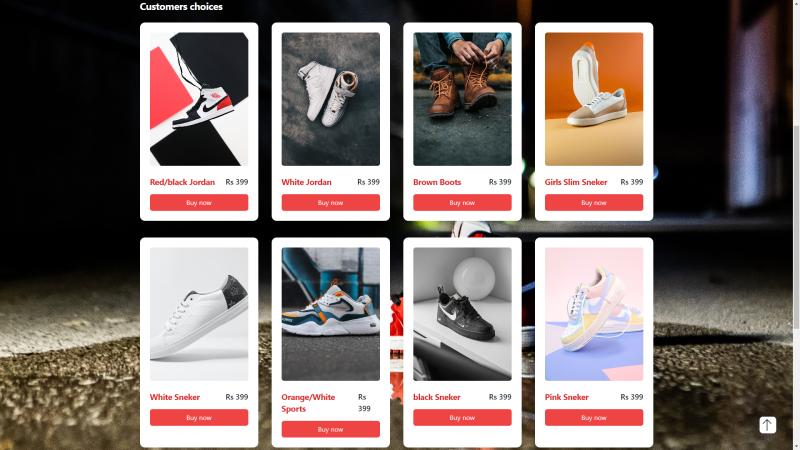 Customers choices
Red/black Jordan Rs 399
Buy now
White Jordan Rs 399
Buy now
Brown Boots Rs 399
Buy now
Girls Slim Sneker Rs 399
Buy now
White Sneker Rs 399
Buy now
Orange/White Rs
Sports 399
Buy now
black Sneker Rs 399
Buy now
Pink Sneker Rs 399
Buy now